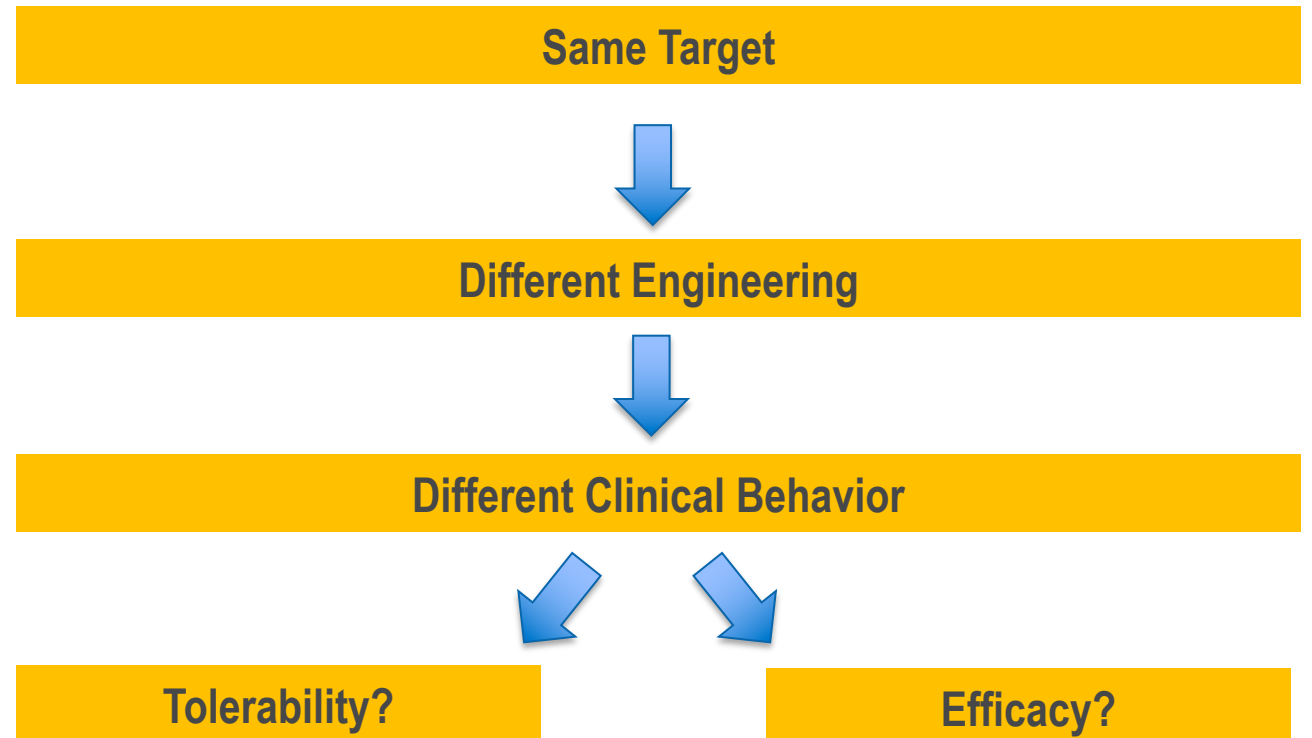 Same Target
Different Engineering
Different Clinical Behavior
Tolerability?
Efficacy?